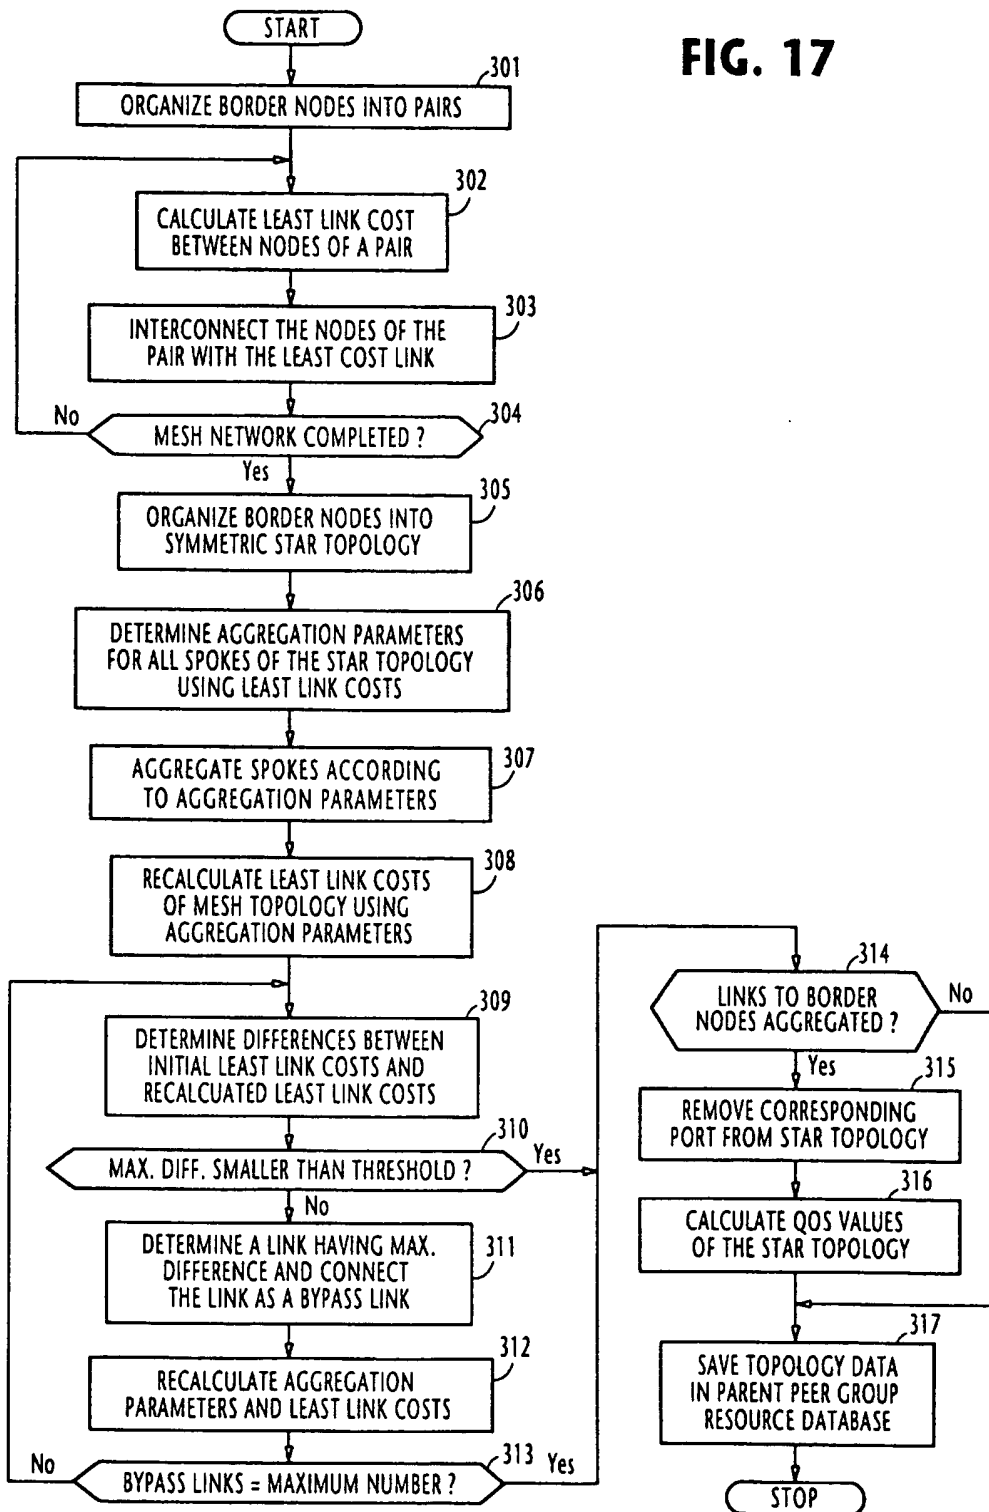 START
FIG. 17
301
ORGANIZE BORDER NODES INTO PAIRS
302
CALCULATE LEAST LINK COST
BETWEEN NODES OF A PAIR
303
INTERCONNECT THE NODES OF THE
PAIR WITH THE LEAST COST LINK
No
304
MESH NETWORK COMPLETED ?
Yes
305
ORGANIZE BORDER NODES INTO
SYMMETRIC STAR TOPOLOGY
306
DETERMINE AGGREGATION PARAMETERS
FOR ALL SPOKES OF THE STAR TOPOLOGY
USING LEAST LINK COSTS
307
AGGREGATE SPOKES ACCORDING
TO AGGREGATION PARAMETERS
308
RECALCULATE LEAST LINK COSTS
OF MESH TOPOLOGY USING
AGGREGATION PARAMETERS
309
DETERMINE DIFFERENCES BETWEEN
INITIAL LEAST LINK COSTS AND
RECALCUATED LEAST LINK COSTS
310
MAX. DIFF. SMALLER THAN THRESHOLD ?
Yes
No
311
DETERMINE A LINK HAVING MAX.
DIFFERENCE AND CONNECT
THE LINK AS A BYPASS LINK
312
RECALCULATE AGGREGATION
PARAMETERS AND LEAST LINK COSTS
No
313
BYPASS LINKS = MAXIMUM NUMBER ?
Yes
314
LINKS TO BORDER
NODES AGGREGATED ?
No
Yes
315
REMOVE CORRESPONDING
PORT FROM STAR TOPOLOGY
316
CALCULATE QOS VALUES
OF THE STAR TOPOLOGY
317
SAVE TOPOLOGY DATA
IN PARENT PEER GROUP
RESOURCE DATABASE
STOP